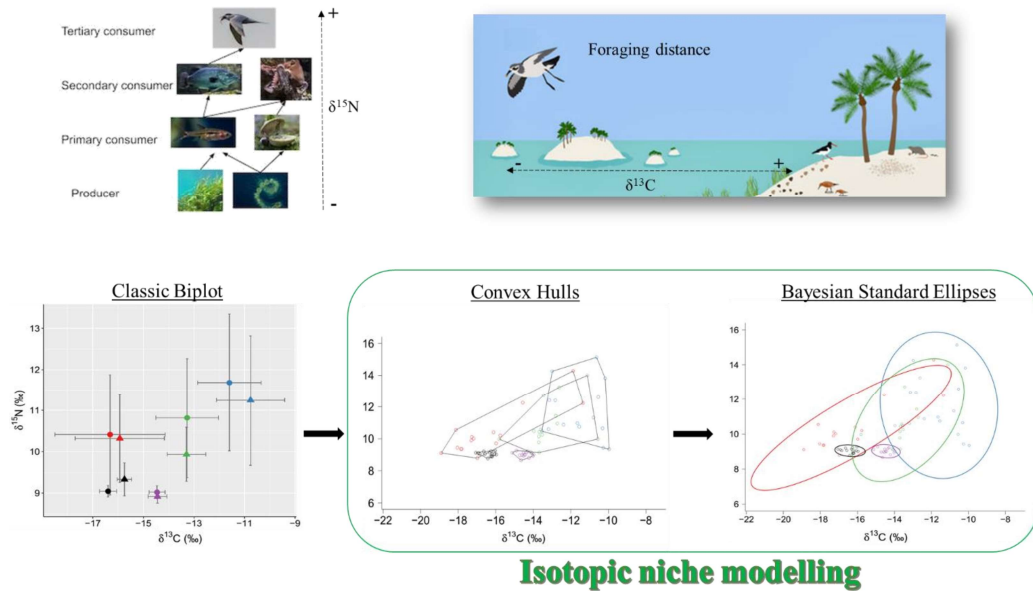 Tertiary consumer
Secondary consumer
Primary consumer
Producer
+
δ¹⁵N
-
Foraging distance
-
+
δ¹³C
Classic Biplot
13
12
11
10
9
δ¹⁵N (‰)
−17
−15
−13
−11
−9
δ¹³C (‰)
Convex Hulls
16
14
12
10
8
6
−22
−20
−18
−16
−14
−12
−10
−8
δ¹³C (‰)
Bayesian Standard Ellipses
16
14
12
10
8
6
−22
−20
−18
−16
−14
−12
−10
−8
δ¹³C (‰)
Isotopic niche modelling